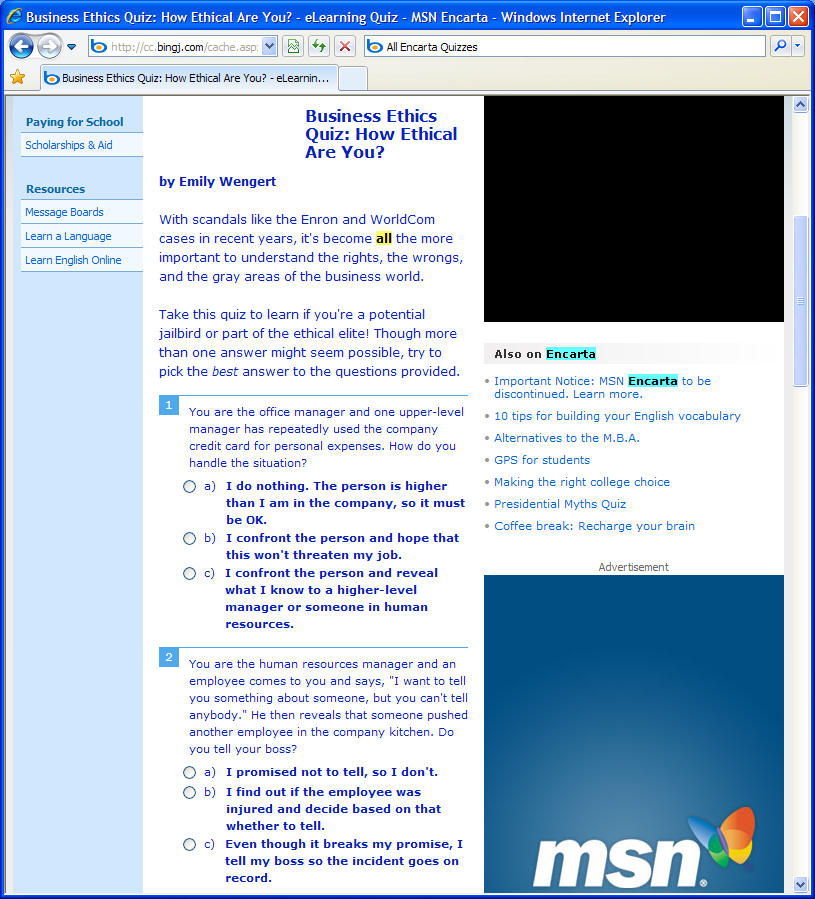 Business Ethics Quiz: How Ethical Are You? - eLearning Quiz - MSN Encarta - Windows Internet Explorer
http://cc.bingj.com/cache.asp
All Encarta Quizzes
Business Ethics Quiz: How Ethical Are You? - eLearnin...
Paying for School
Scholarships & Aid
Resources
Message Boards
Learn a Language
Learn English Online
Business Ethics
Quiz: How Ethical
Are You?
by Emily Wengert
With scandals like the Enron and WorldCom
cases in recent years, it's become all the more
important to understand the rights, the wrongs,
and the gray areas of the business world.
Take this quiz to learn if you're a potential
jailbird or part of the ethical elite! Though more
than one answer might seem possible, try to
pick the best answer to the questions provided.
1
You are the office manager and one upper-level
manager has repeatedly used the company
credit card for personal expenses. How do you
handle the situation?
a) I do nothing. The person is higher
than I am in the company, so it must
be OK.
b) I confront the person and hope that
this won't threaten my job.
c) I confront the person and reveal
what I know to a higher-level
manager or someone in human
resources.
2
You are the human resources manager and an
employee comes to you and says, "I want to tell
you something about someone, but you can't tell
anybody." He then reveals that someone pushed
another employee in the company kitchen. Do
you tell your boss?
a) I promised not to tell, so I don't.
b) I find out if the employee was
injured and decide based on that
whether to tell.
c) Even though it breaks my promise, I
tell my boss so the incident goes on
record.
Also on Encarta
• Important Notice: MSN Encarta to be
discontinued. Learn more.
• 10 tips for building your English vocabulary
• Alternatives to the M.B.A.
• GPS for students
• Making the right college choice
• Presidential Myths Quiz
• Coffee break: Recharge your brain
Advertisement
msn®